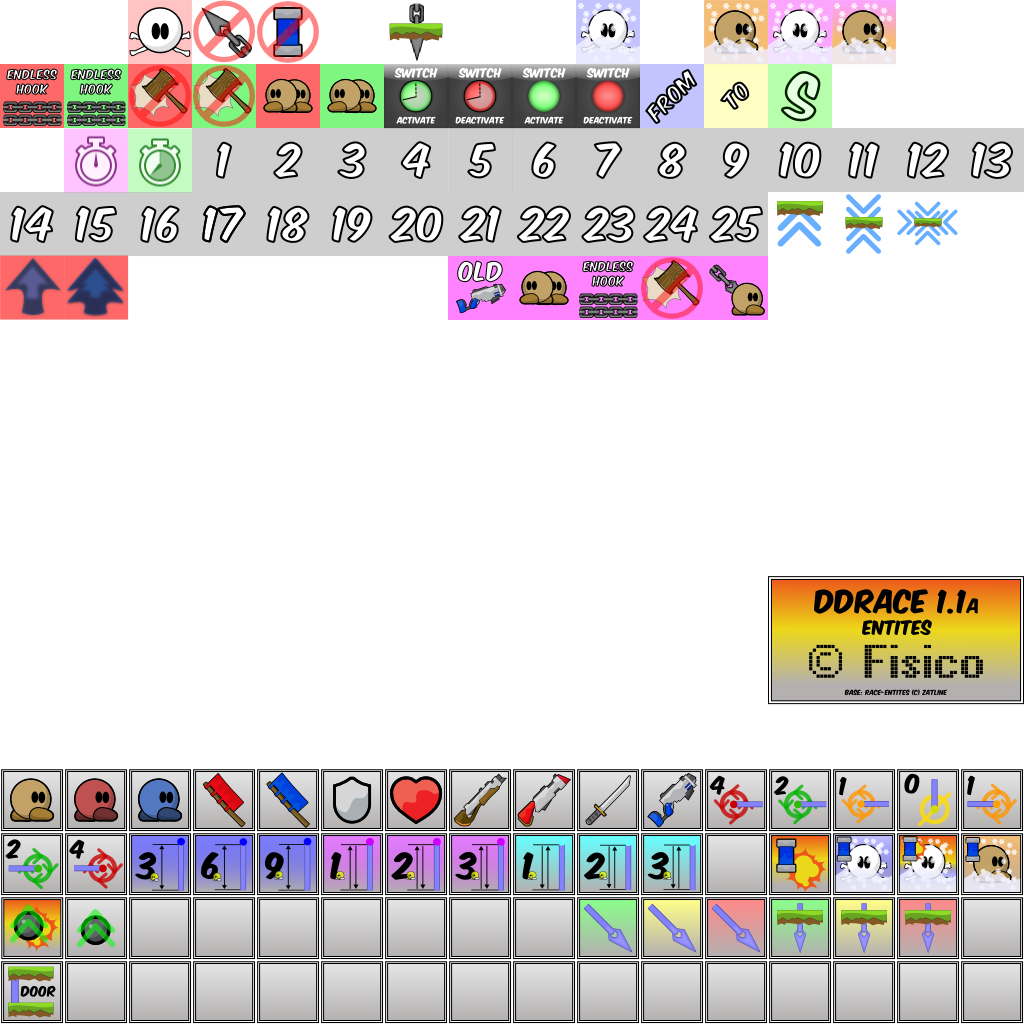 ENDLESS HOOK
ENDLESS HOOK
SWITCH ACTIVATE
SWITCH DEACTIVATE
SWITCH ACTIVATE
SWITCH DEACTIVATE
FROM
TO
S
1 2 3 4 5 6 7 8 9 10 11 12 13
14 15 16 17 18 19 20 21 22 23 24 25
OLD
ENDLESS HOOK
DDRACE 1.1A
ENTITES
© Fisico
BASE: RACE-ENTITES (C) ZATLINE
4 2 1 0 1
2 4 3 6 9 1 2 3 1 2 3
DOOR